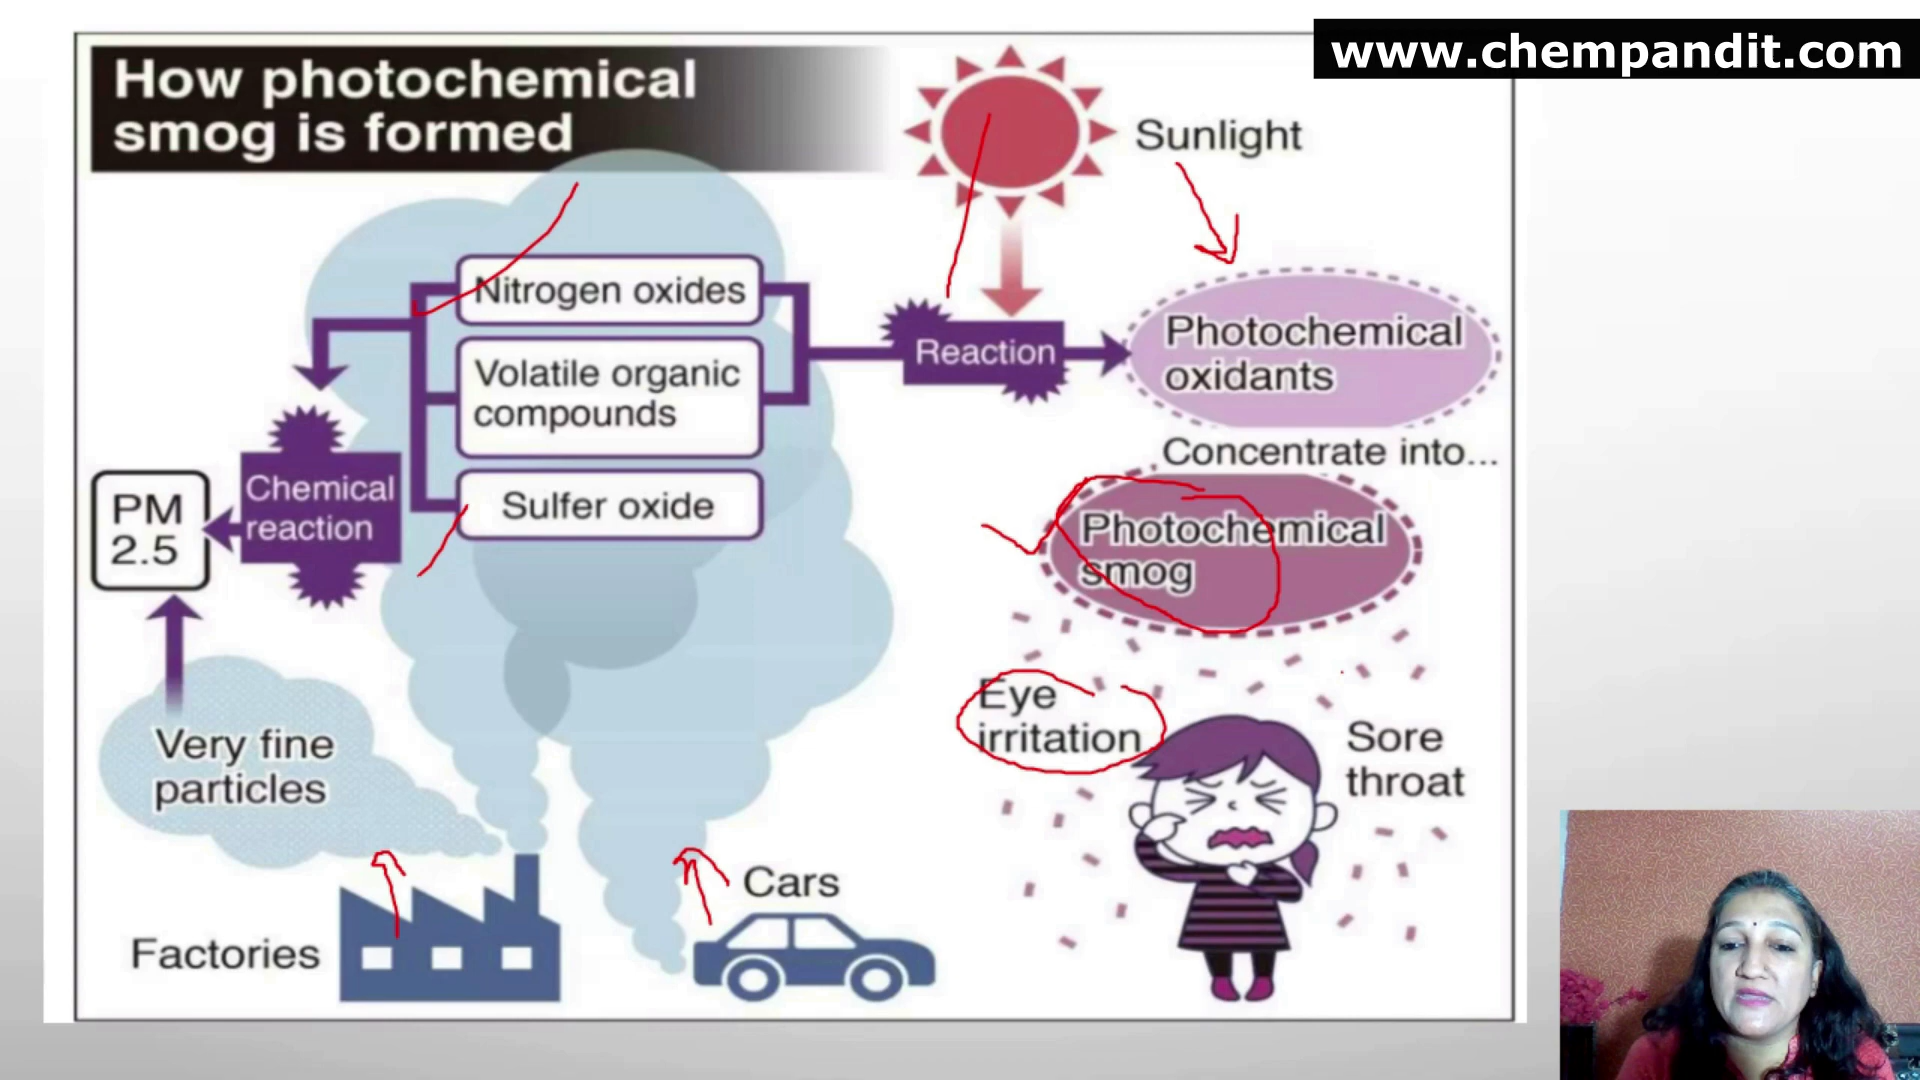 www.chempandit.com
How photochemical
smog is formed
Sunlight
Nitrogen oxides
Volatile organic
compounds
Sulfer oxide
Reaction
Photochemical
oxidants
Concentrate into...
Photochemical
smog
Chemical
reaction
PM
2.5
Very fine
particles
Eye
irritation
Sore
throat
Cars
Factories